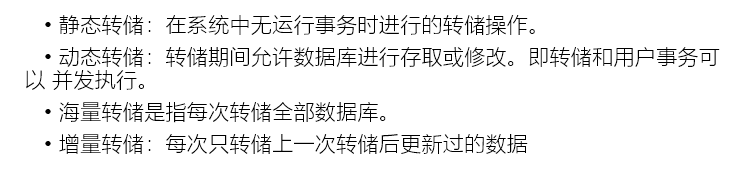 • 静态转储：在系统中无运行事务时进行的转储操作。
• 动态转储：转储期间允许数据库进行存取或修改。即转储和用户事务可
以 并发执行。
• 海量转储是指每次转储全部数据库。
• 增量转储：每次只转储上一次转储后更新过的数据